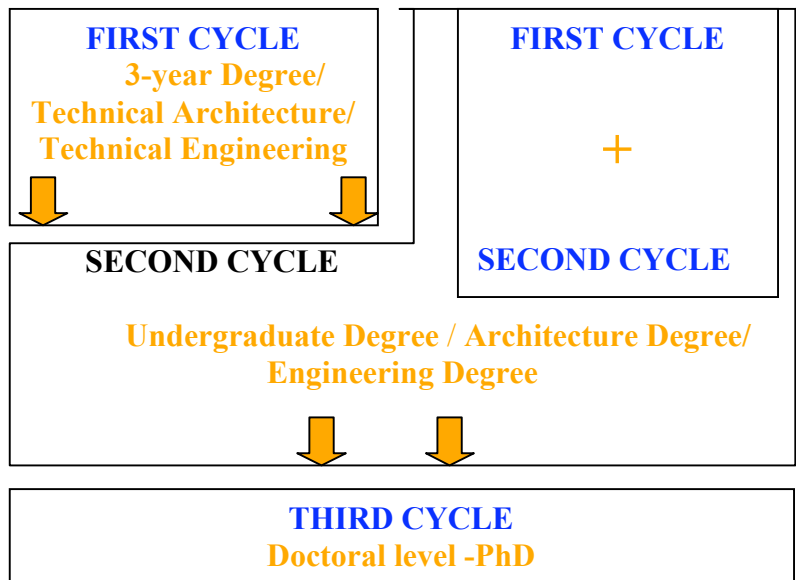 FIRST CYCLE
3-year Degree/
Technical Architecture/
Technical Engineering
FIRST CYCLE
+
SECOND CYCLE
SECOND CYCLE
Undergraduate Degree / Architecture Degree/
Engineering Degree
THIRD CYCLE
Doctoral level -PhD